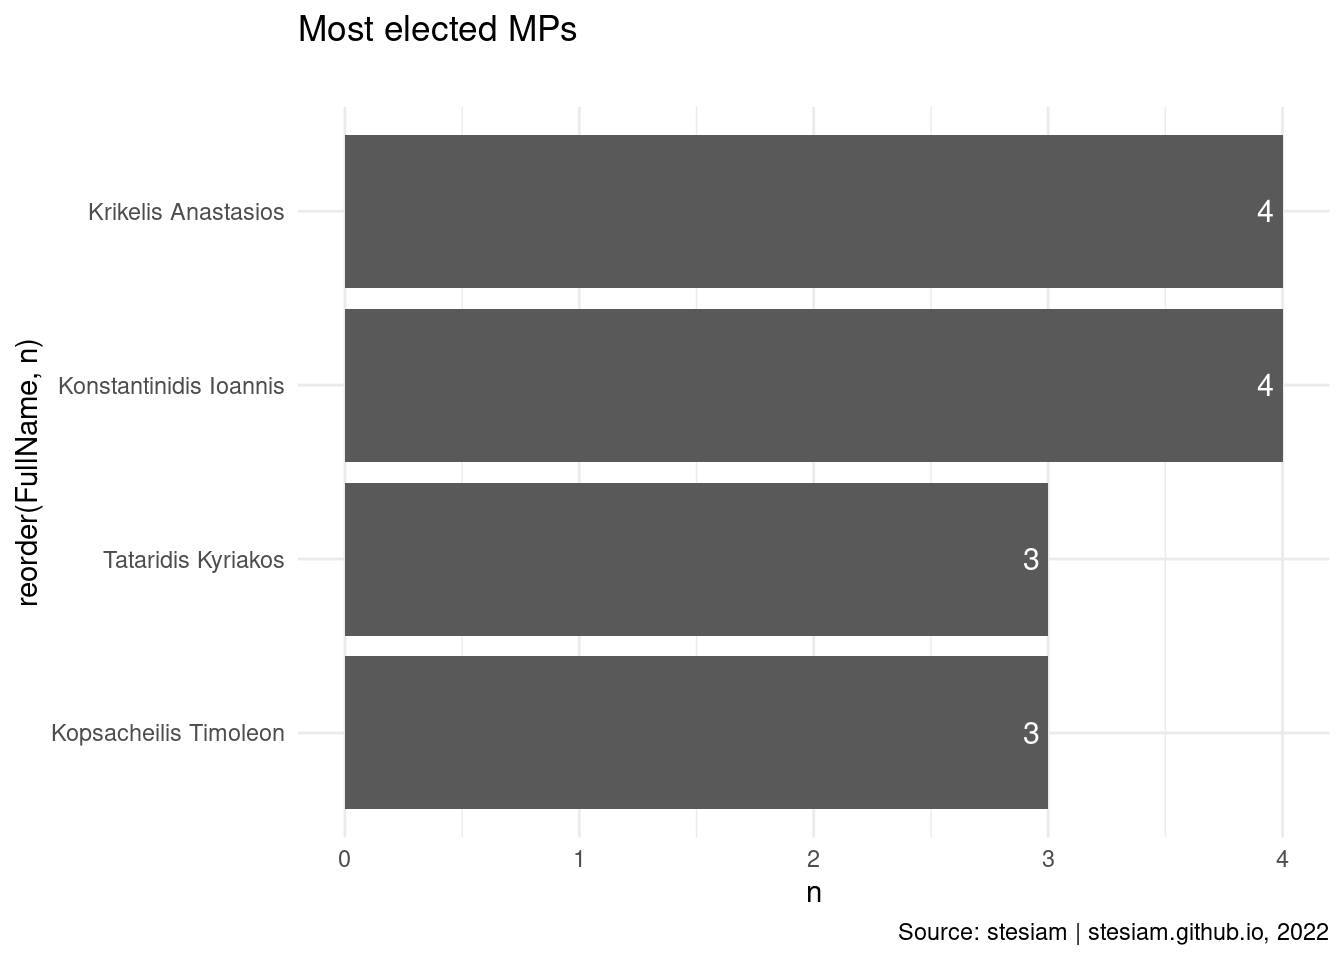 Most elected MPs
reorder(FullName, n)
Krikelis Anastasios
4
Konstantinidis Ioannis
4
Tataridis Kyriakos
3
Kopsacheilis Timoleon
3
0 1 2 3 4
n
Source: stesiam | stesiam.github.io, 2022